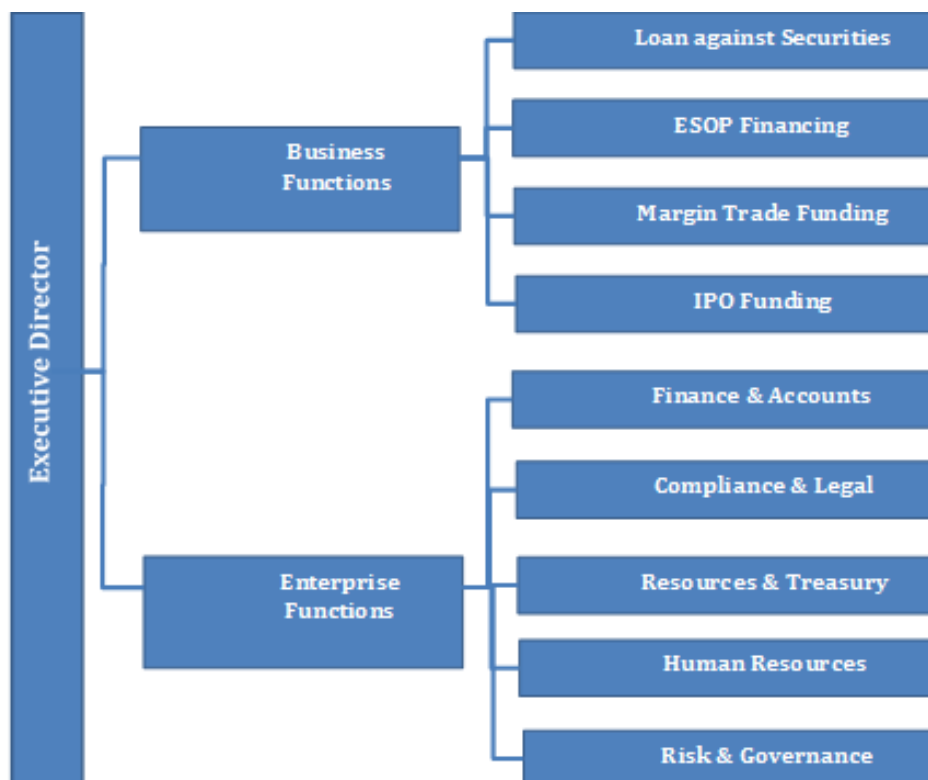 Executive Director
Business
Functions
Loan against Securities
ESOP Financing
Margin Trade Funding
IPO Funding
Enterprise
Functions
Finance & Accounts
Compliance & Legal
Resources & Treasury
Human Resources
Risk & Governance